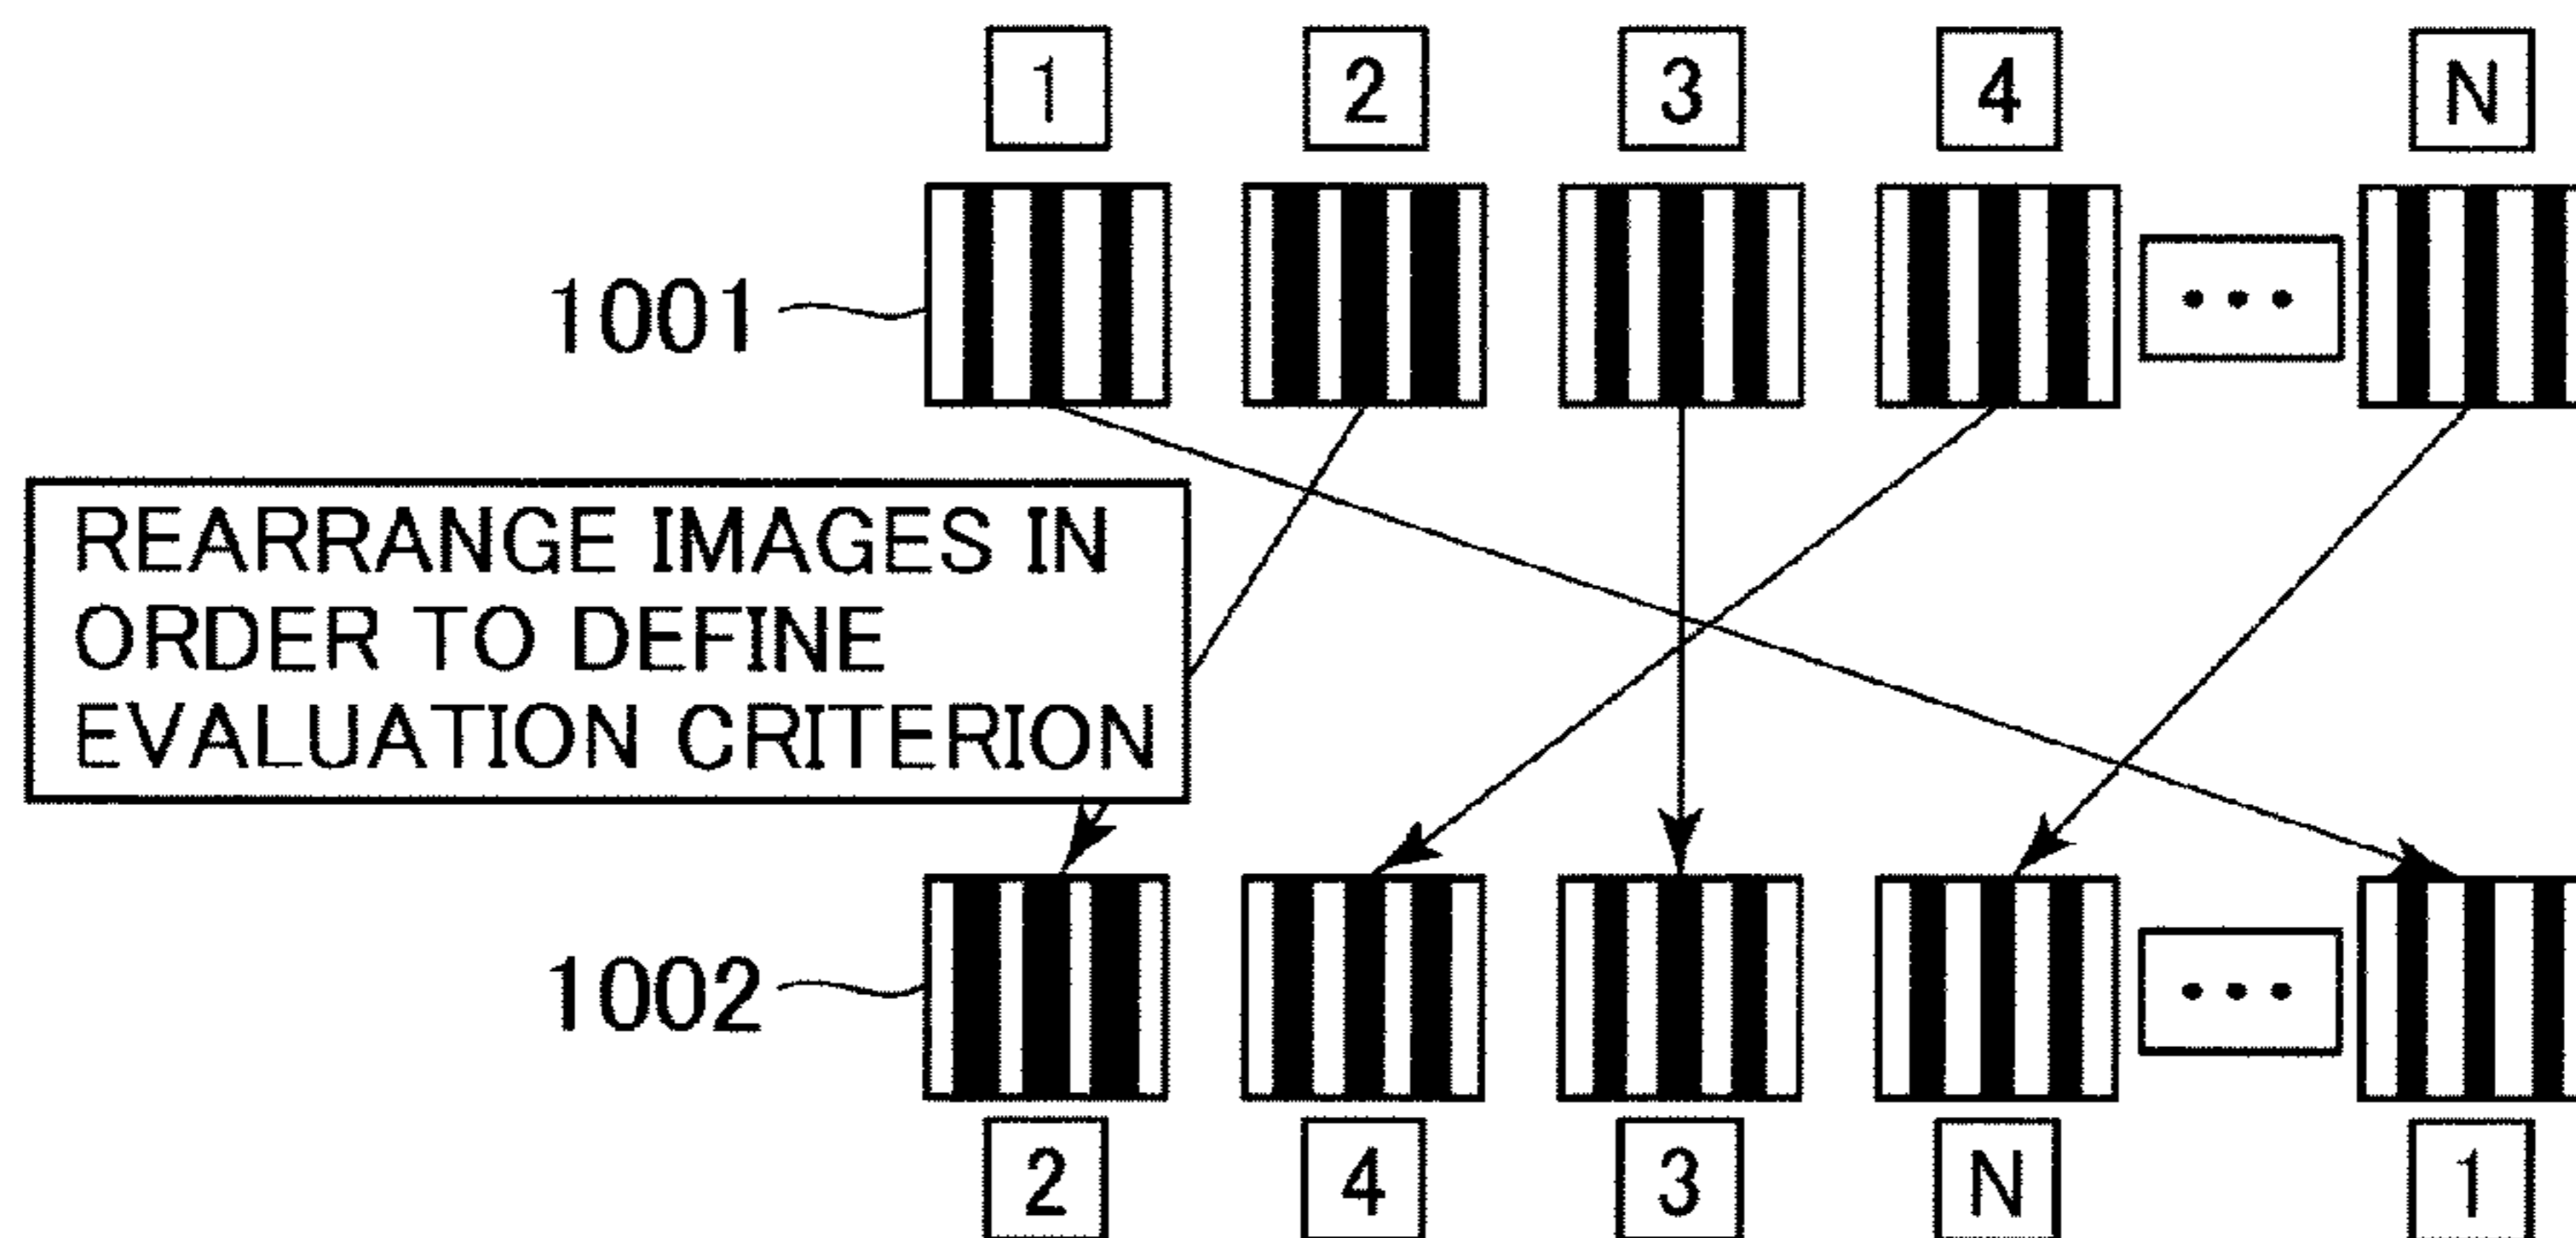 1 2 3 4 N
1001
...
REARRANGE IMAGES IN
ORDER TO DEFINE
EVALUATION CRITERION
1002
...
2 4 3 N 1